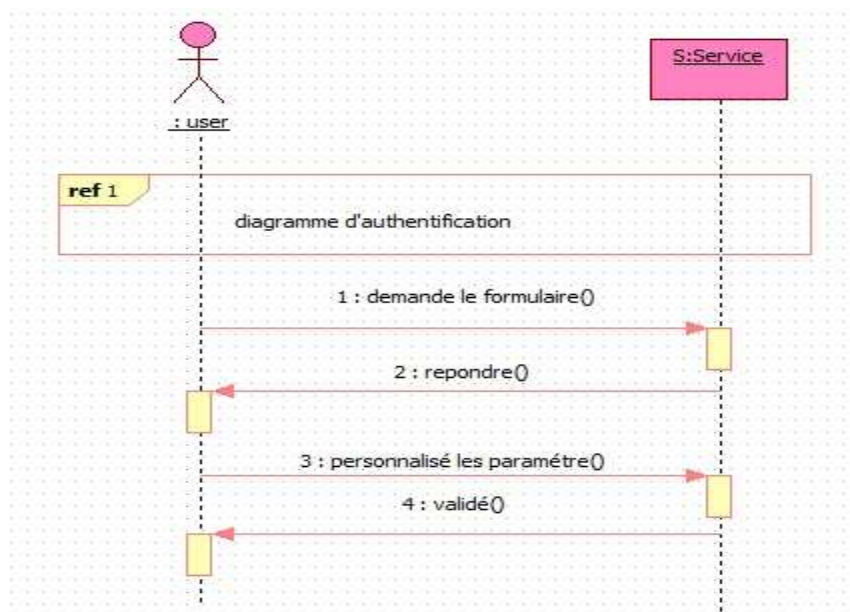 S:Service
: user
ref 1
diagramme d'authentification
1 : demande le formulaire()
2 : repondre()
3 : personnalisé les paramétre()
4 : validé()